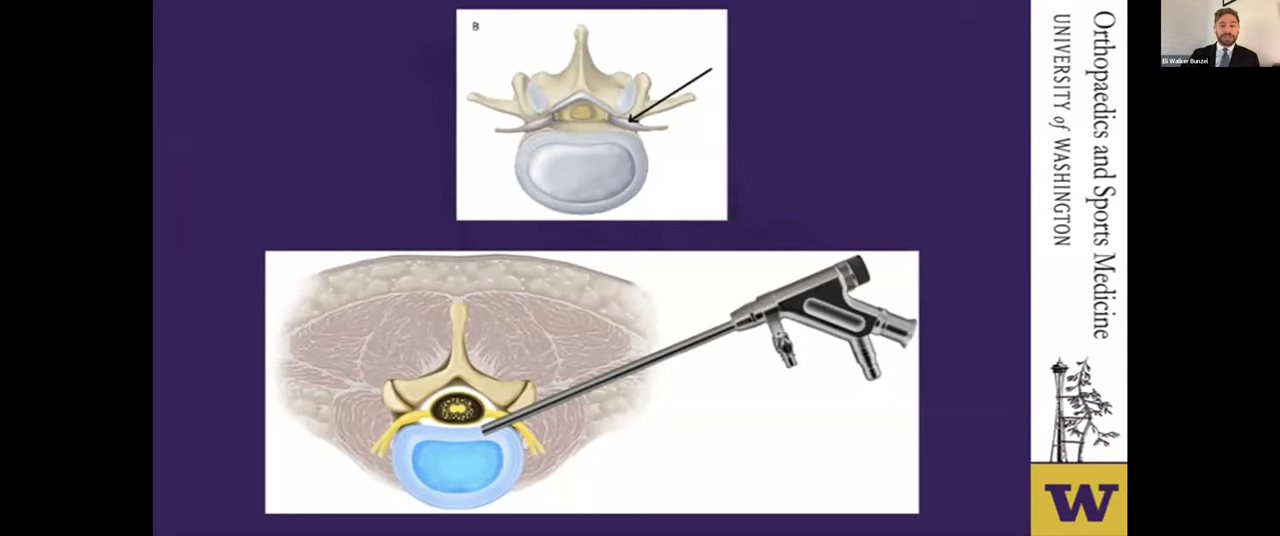 B
Orthopaedics and Sports Medicine
UNIVERSITY of WASHINGTON
W
Eli Walker Bunzel